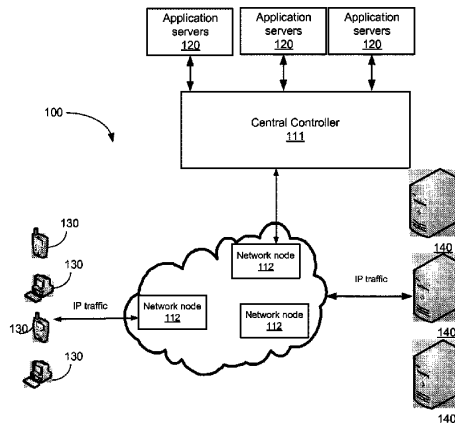 Application servers
120
Application servers
120
Application servers
120
100
Central Controller
111
130
130
130
130
IP traffic
Network node
112
Network node
112
Network node
112
IP traffic
140
140
140